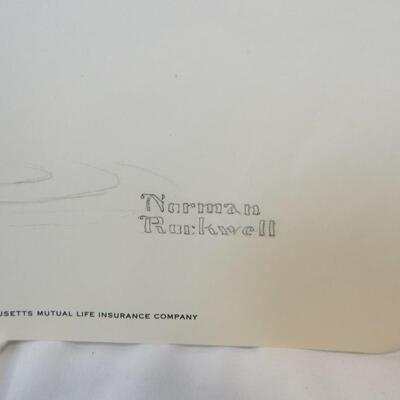 Norman
Rockwell
USETTS MUTUAL LIFE INSURANCE COMPANY